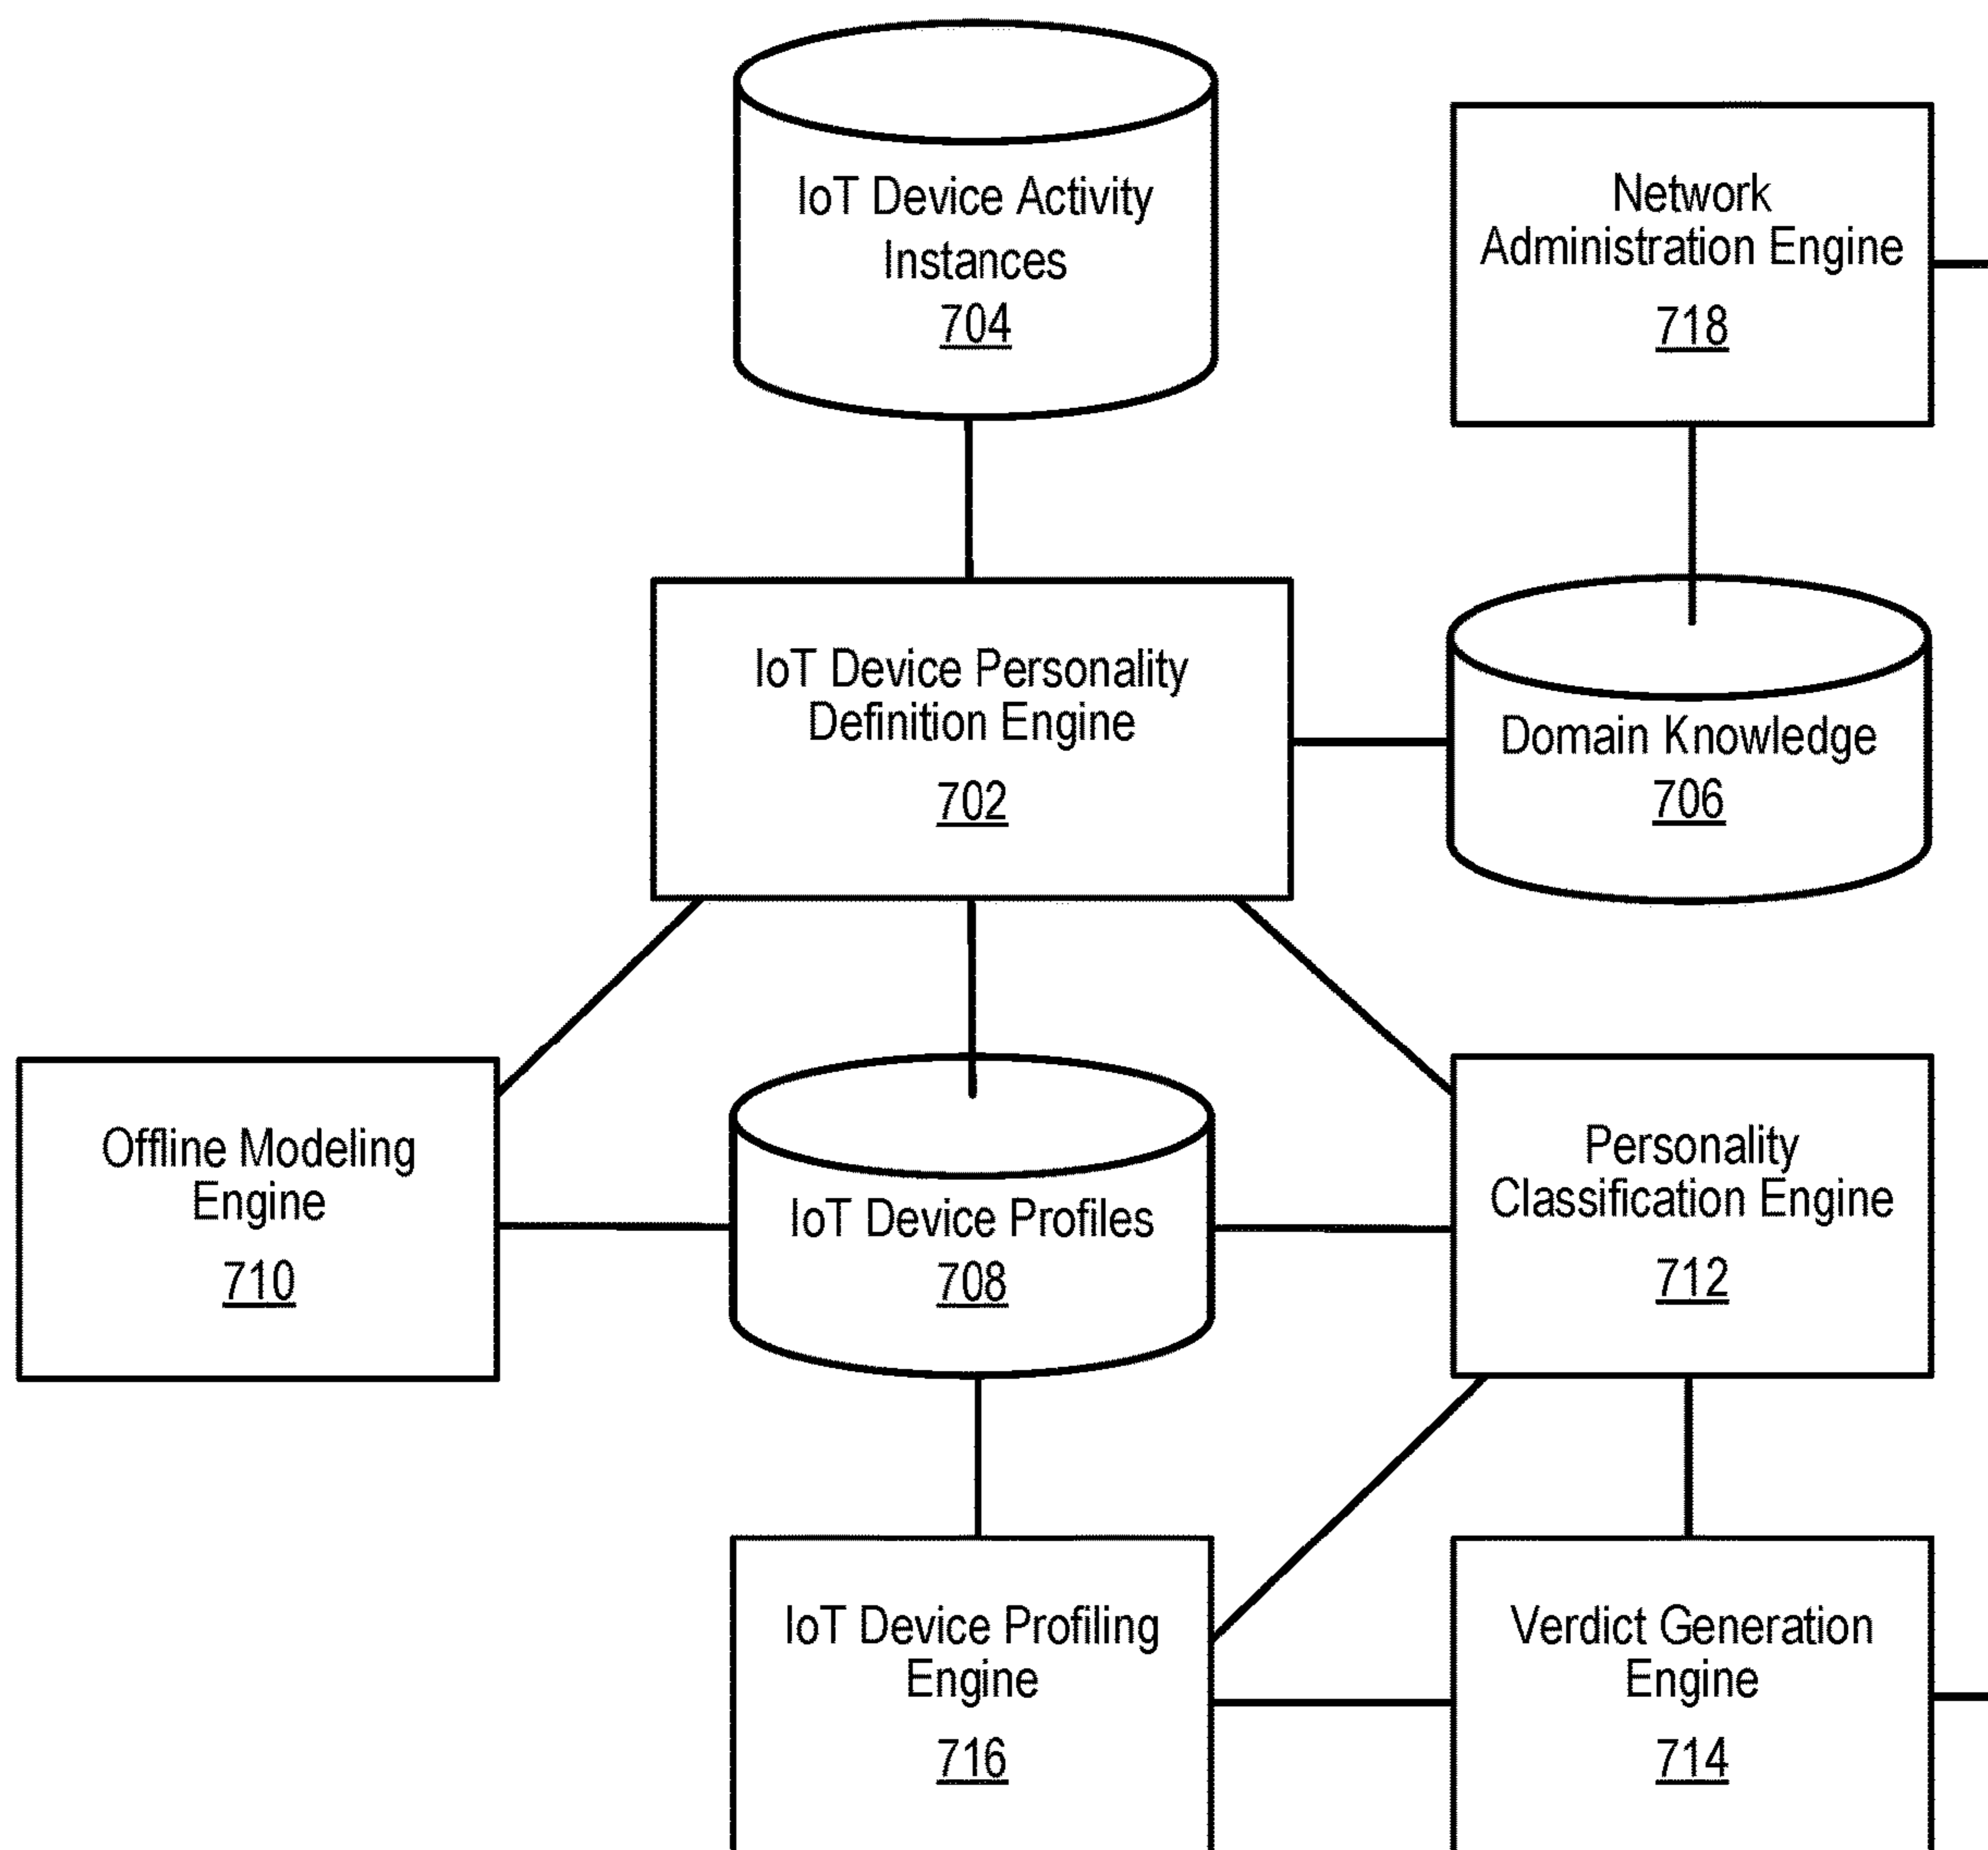 IoT Device Activity
Instances
704
Network
Administration Engine
718
IoT Device Personality
Definition Engine
702
Domain Knowledge
706
Offline Modeling
Engine
710
IoT Device Profiles
708
Personality
Classification Engine
712
IoT Device Profiling
Engine
716
Verdict Generation
Engine
714